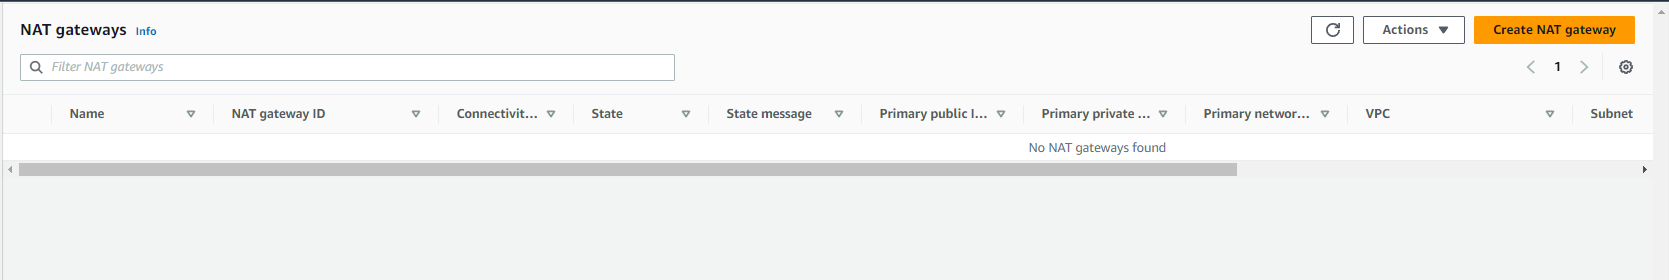 NAT gateways Info
Actions
Create NAT gateway
Filter NAT gateways
1
Name NAT gateway ID Connectivit... State State message Primary public I... Primary private ... Primary networ... VPC Subnet
No NAT gateways found